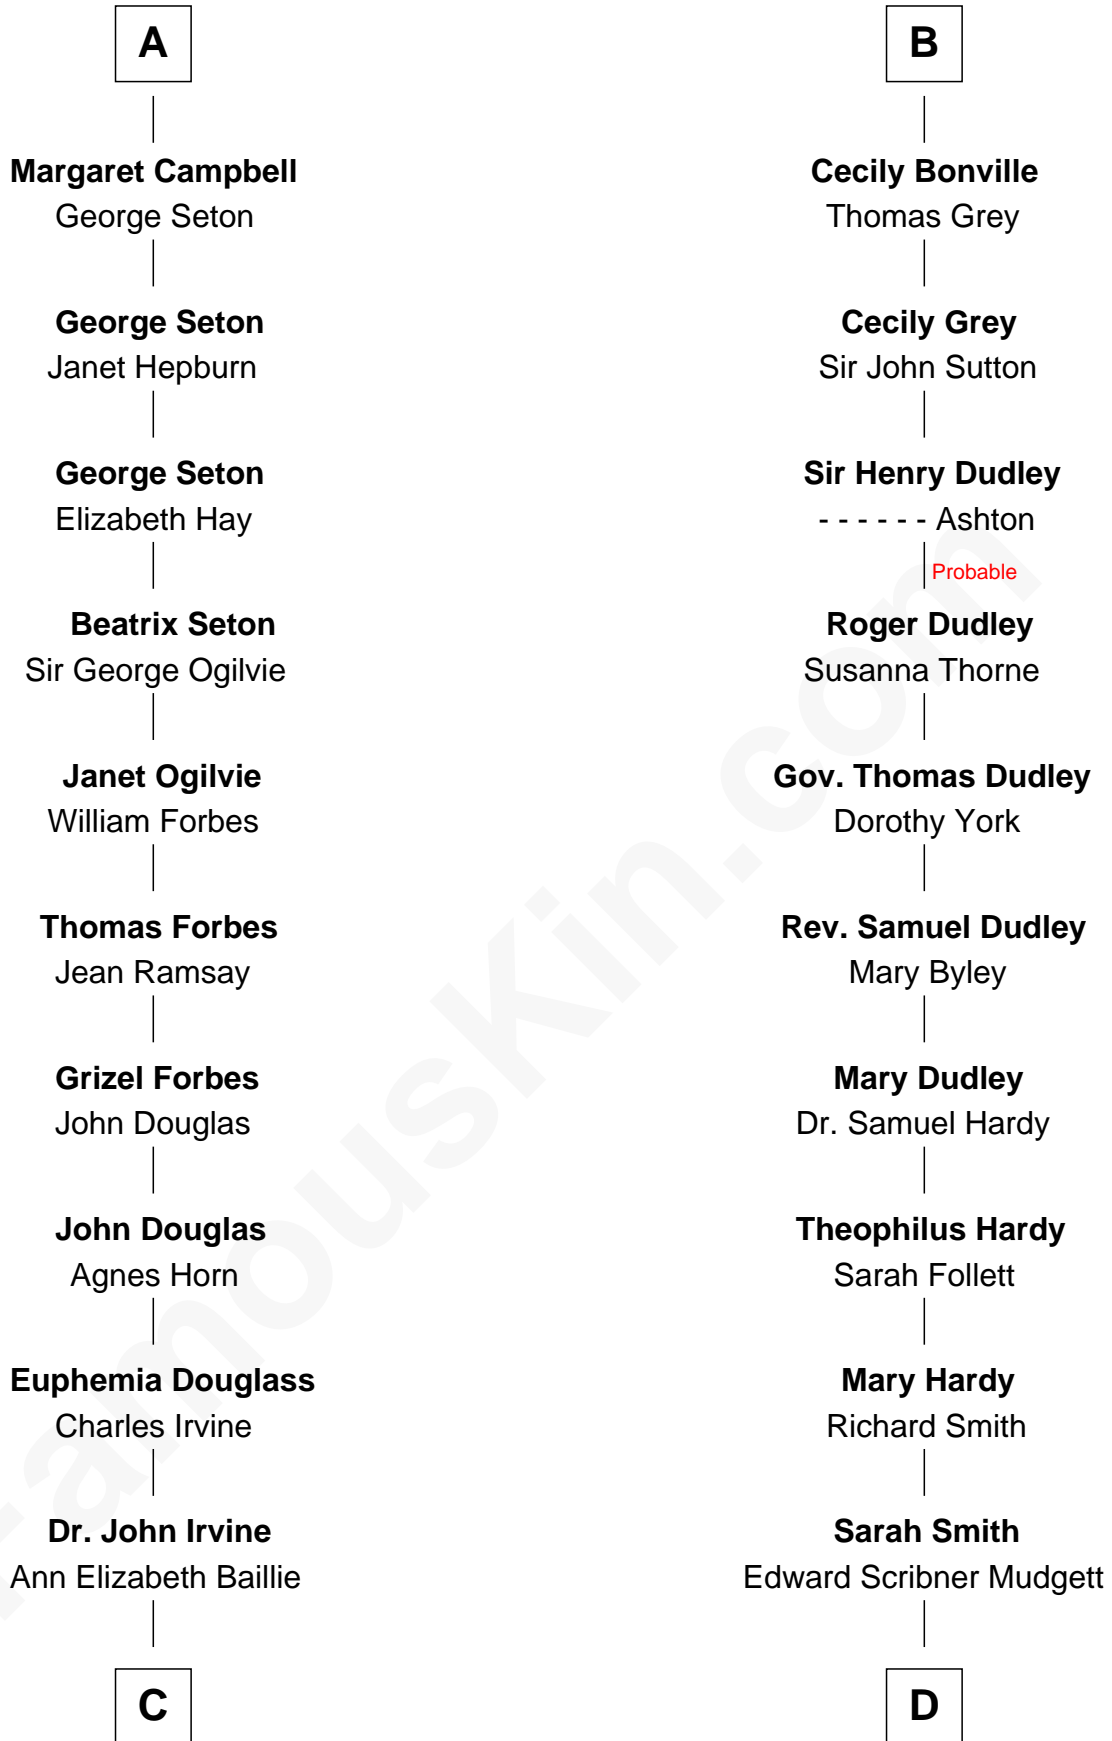 A
Margaret Campbell
George Seton
George Seton
Janet Hepburn
George Seton
Elizabeth Hay
Beatrix Seton
Sir George Ogilvie
Janet Ogilvie
William Forbes
Thomas Forbes
Jean Ramsay
Grizel Forbes
John Douglas
John Douglas
Agnes Horn
Euphemia Douglass
Charles Irvine
Dr. John Irvine
Ann Elizabeth Baillie
C
B
Cecily Bonville
Thomas Grey
Cecily Grey
Sir John Sutton
Sir Henry Dudley
- - - - - - Ashton
Probable
Roger Dudley
Susanna Thorne
Gov. Thomas Dudley
Dorothy York
Rev. Samuel Dudley
Mary Byley
Mary Dudley
Dr. Samuel Hardy
Theophilus Hardy
Sarah Follett
Mary Hardy
Richard Smith
Sarah Smith
Edward Scribner Mudgett
D
FamousKin.com